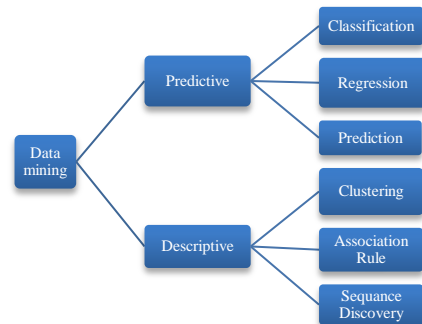 Data
mining
Predictive
Classification
Regression
Prediction
Descriptive
Clustering
Association
Rule
Sequance
Discovery